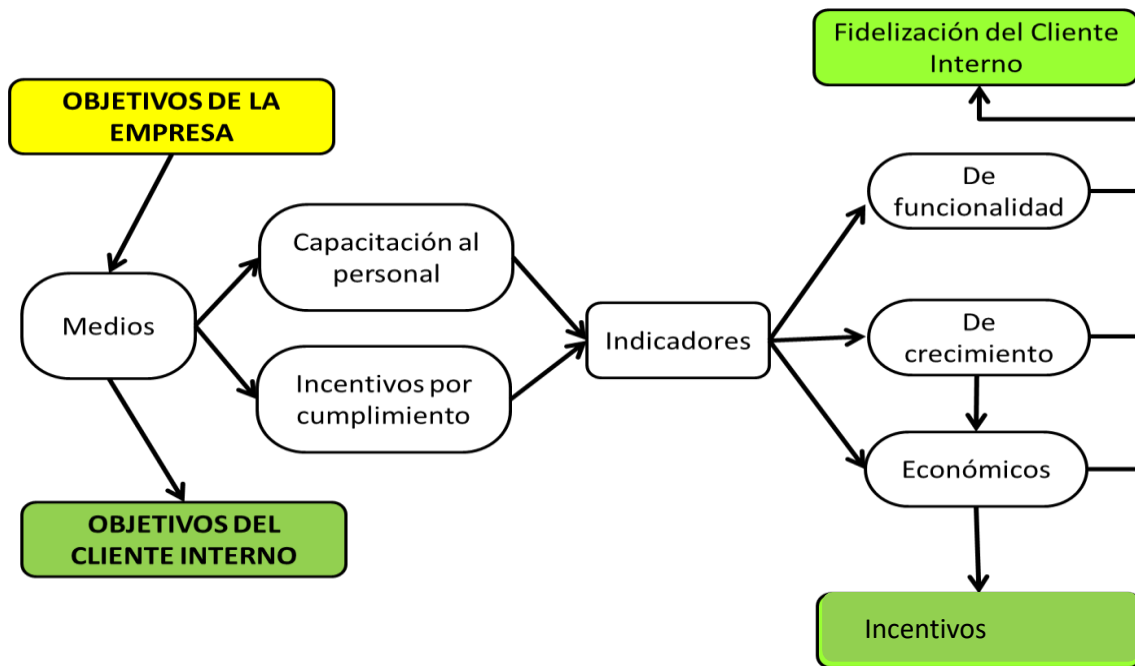 Fidelización del Cliente
Interno
OBJETIVOS DE LA
EMPRESA
De
funcionalidad
Capacitación al
personal
Medios
Indicadores
De
crecimiento
Incentivos por
cumplimiento
Económicos
OBJETIVOS DEL
CLIENTE INTERNO
Incentivos